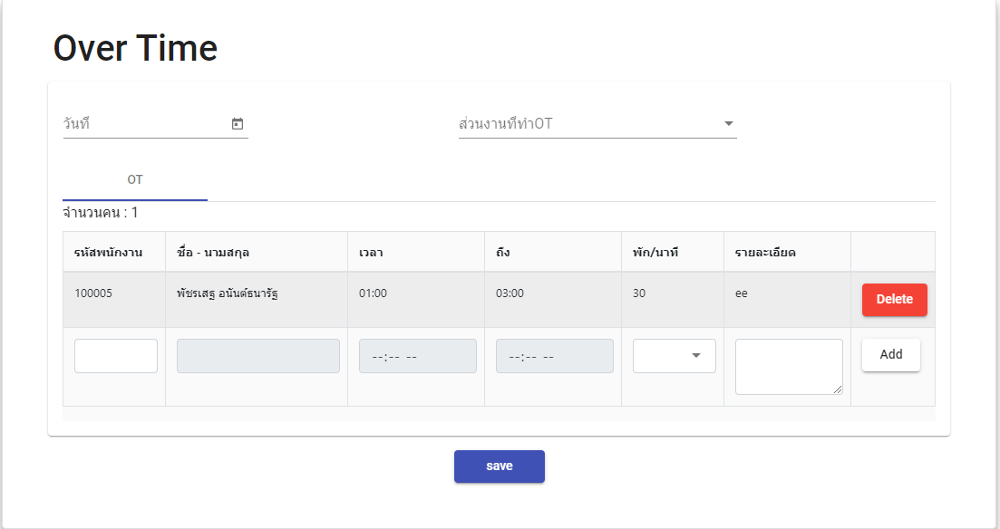 Over Time
วันที่ ส่วนงานที่ทำOT
OT
จำนวนคน : 1
รหัสพนักงาน ชื่อ - นามสกุล เวลา ถึง พัก/นาที รายละเอียด
100005 พัชรเสฐ อนันต์ธนารัฐ 01:00 03:00 30 ee Delete
--:-- -- --:-- -- Add
save